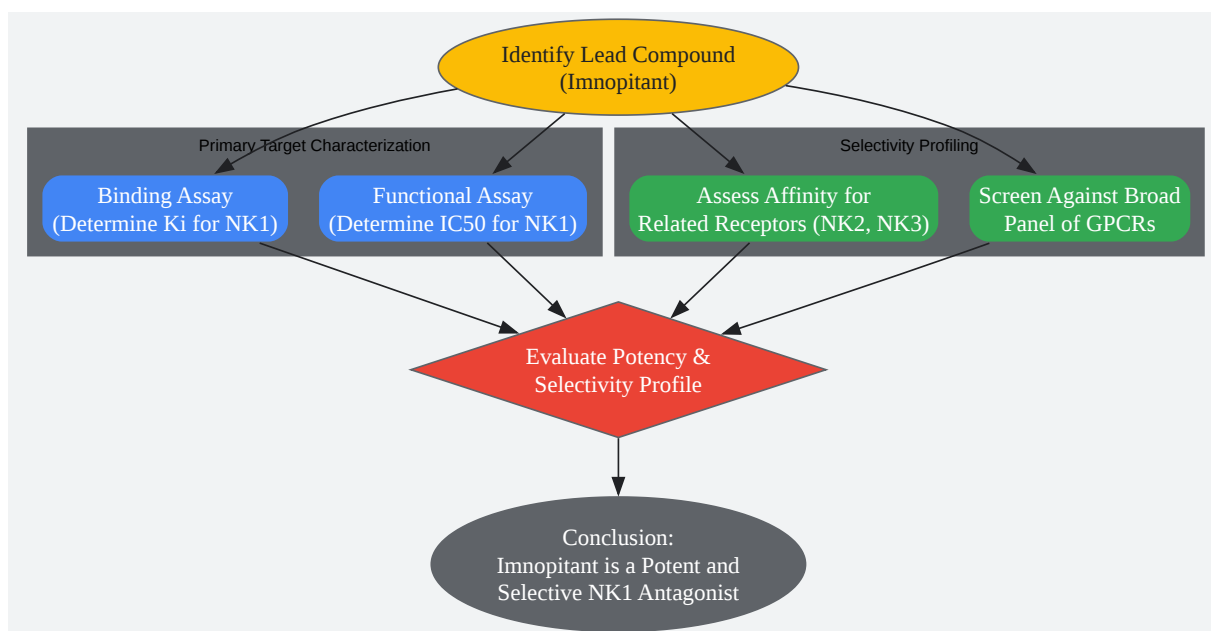 Identify Lead Compound
(Imnopitant)
Primary Target Characterization
Selectivity Profiling
Binding Assay
(Determine Ki for NK1)
Functional Assay
(Determine IC50 for NK1)
Assess Affinity for
Related Receptors (NK2, NK3)
Screen Against Broad
Panel of GPCRs
Evaluate Potency &
Selectivity Profile
Conclusion:
Imnopitant is a Potent and
Selective NK1 Antagonist